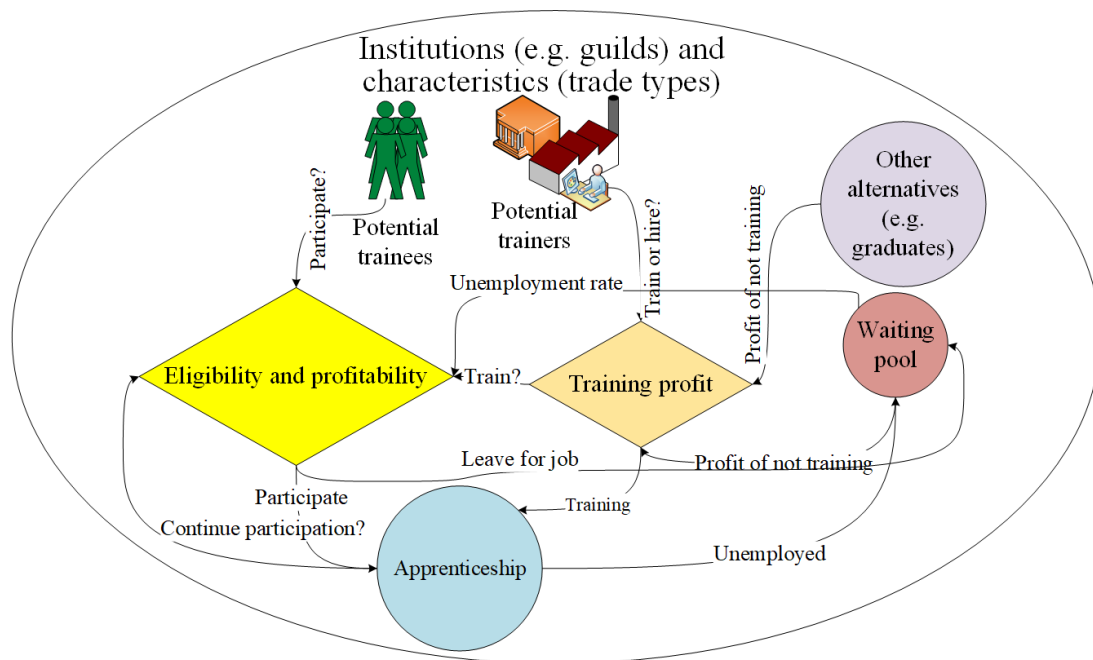 Institutions (e.g. guilds) and
characteristics (trade types)
Other
alternatives
(e.g.
graduates)
Participate?
Potential
trainees
Potential
trainers
Train or hire?
Profit of not training
Unemployment rate
Waiting
pool
Eligibility and profitability
Train?
Training profit
Leave for job
Profit of not training
Participate
Training
Continue participation?
Apprenticeship
Unemployed